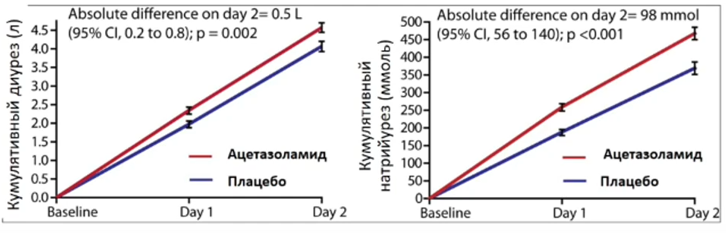 Absolute difference on day 2= 0.5 L
(95% CI, 0.2 to 0.8); p = 0.002
Кумулятивный диурез (л)
4.5
4.0
3.5
3.0
2.5
2.0
1.5
1.0
0.5
0.0
Ацетазоламид
Плацебо
Baseline
Day 1
Day 2
Absolute difference on day 2= 98 mmol
(95% CI, 56 to 140); p <0.001
Кумулятивный
натрийурез (ммоль)
500
450
400
350
300
250
200
150
100
50
0
Ацетазоламид
Плацебо
Baseline
Day 1
Day 2